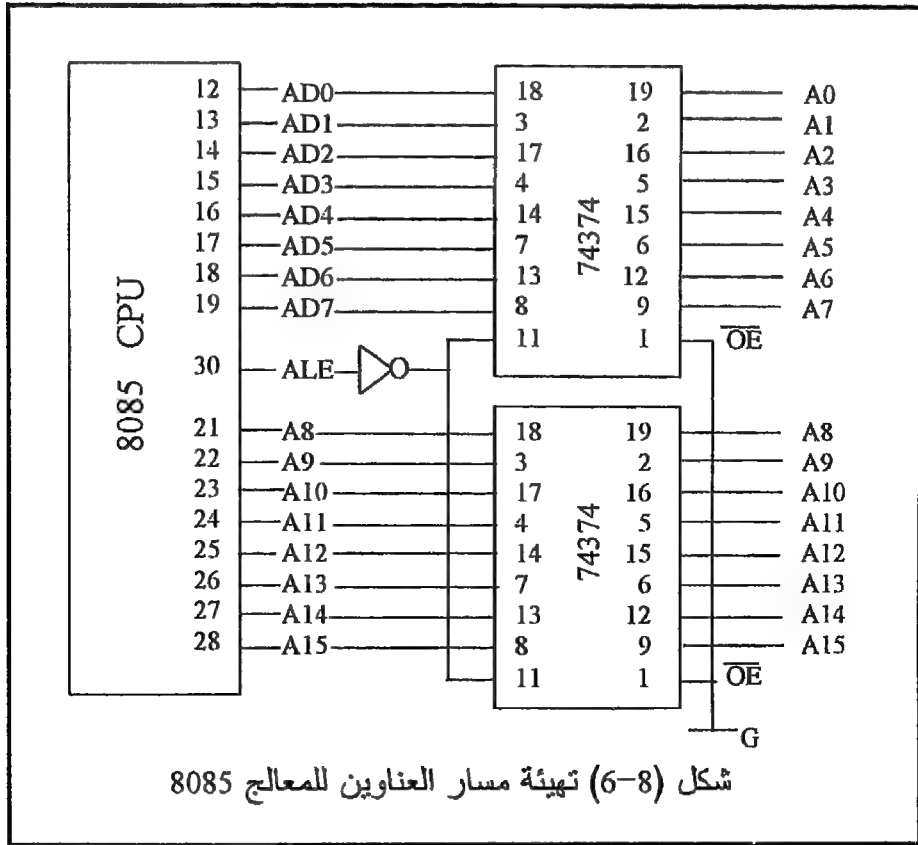 12 AD0 18 19 A0
13 AD1 3 2 A1
14 AD2 17 16 A2
15 AD3 4 5 A3
16 AD4 14 15 A4
17 AD5 7 6 A5
18 AD6 13 12 A6
19 AD7 8 9 A7
11 1 OE
30 ALE
8085 CPU
74374
21 A8 18 19 A8
22 A9 3 2 A9
23 A10 17 16 A10
24 A11 4 5 A11
25 A12 14 15 A12
26 A13 7 6 A13
27 A14 13 12 A14
28 A15 8 9 A15
11 1 OE
74374
G
شكل (8-6) تهيئة مسار العناوين للمعالج 8085